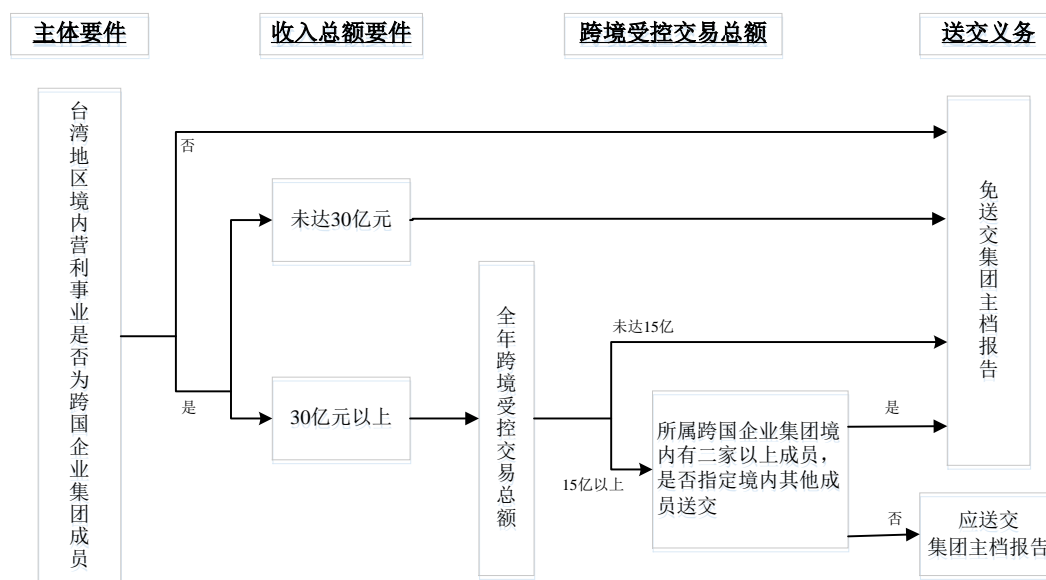 主体要件
收入总额要件
跨境受控交易总额
送交义务
台湾地区境内营利事业是否为跨国企业集团成员
否
是
未达30亿元
30亿元以上
全年跨境受控交易总额
未达15亿
15亿以上
所属跨国企业集团境
内有二家以上成员，
是否指定境内其他成
员送交
是
否
免送交集团主档报告
应送交
集团主档报告